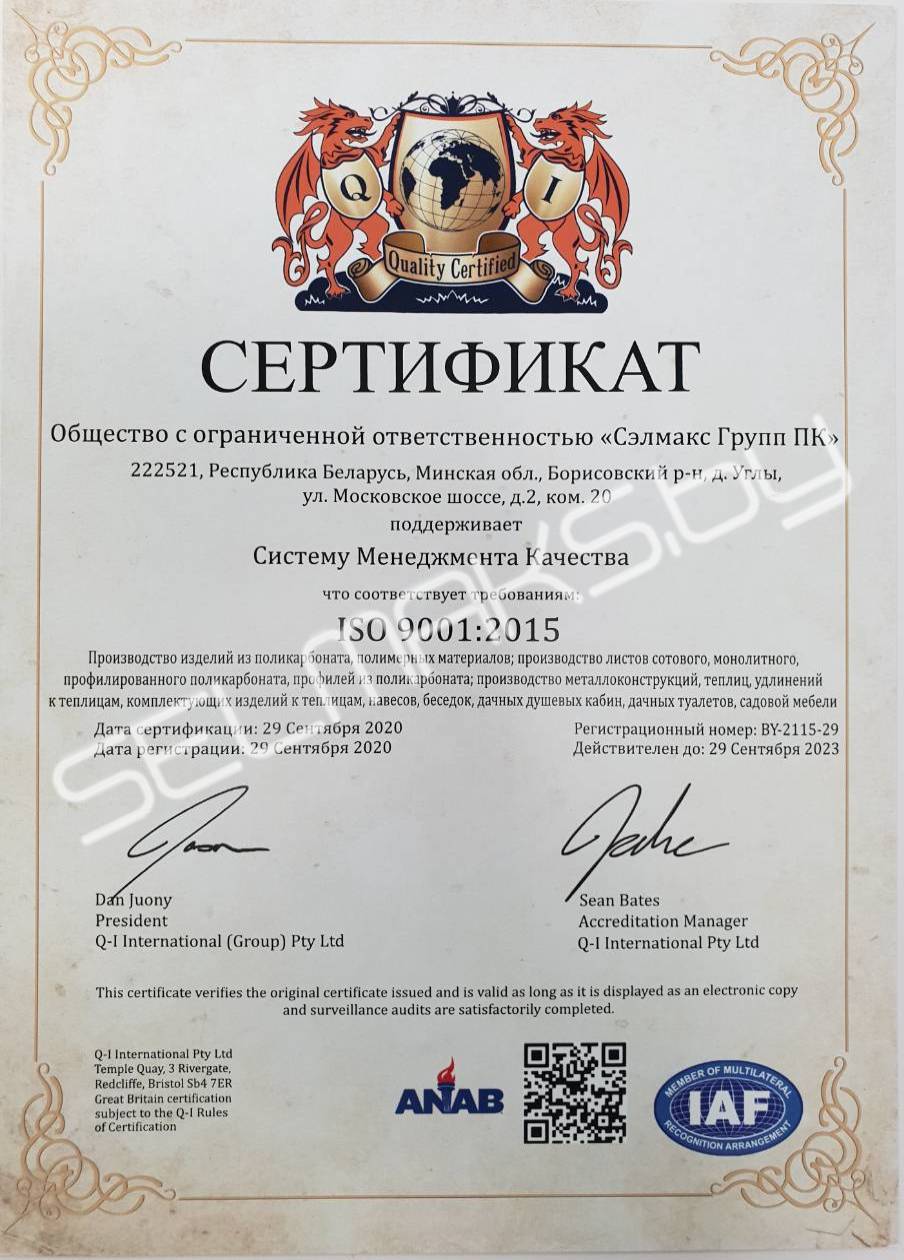 Q
I
Quality Certified
СЕРТИФИКАТ
Общество с ограниченной ответственностью «Сэлмакс Групп ПК»
222521, Республика Беларусь, Минская обл., Борисовский р-н, д. Углы,
ул. Московское шоссе, д.2, ком. 20
поддерживает
Систему Менеджмента Качества
что соответствует требованиям:
ISO 9001:2015
Производство изделий из поликарбоната, полимерных материалов; производство листов сотового, монолитного,
профилированного поликарбоната, профилей из поликарбоната; производство металлоконструкций, теплиц, удлинений
к теплицам, комплектующих изделий к теплицам, навесов, беседок, дачных душевых кабин, дачных туалетов, садовой мебели
Дата сертификации: 29 Сентября 2020
Дата регистрации: 29 Сентября 2020
Регистрационный номер: BY-2115-29
Действителен до: 29 Сентября 2023
SELMAKS.by
Dan Juony
President
Q-I International (Group) Pty Ltd
Sean Bates
Accreditation Manager
Q-I International Pty Ltd
This certificate verifies the original certificate issued and is valid as long as it is displayed as an electronic copy
and surveillance audits are satisfactorily completed.
Q-I International Pty Ltd
Temple Quay, 3 Rivergate,
Redcliffe, Bristol Sb4 7ER
Great Britain certification
subject to the Q-I Rules
of Certification
ANAB
MEMBER OF MULTILATERAL
IAF
RECOGNITION ARRANGEMENT